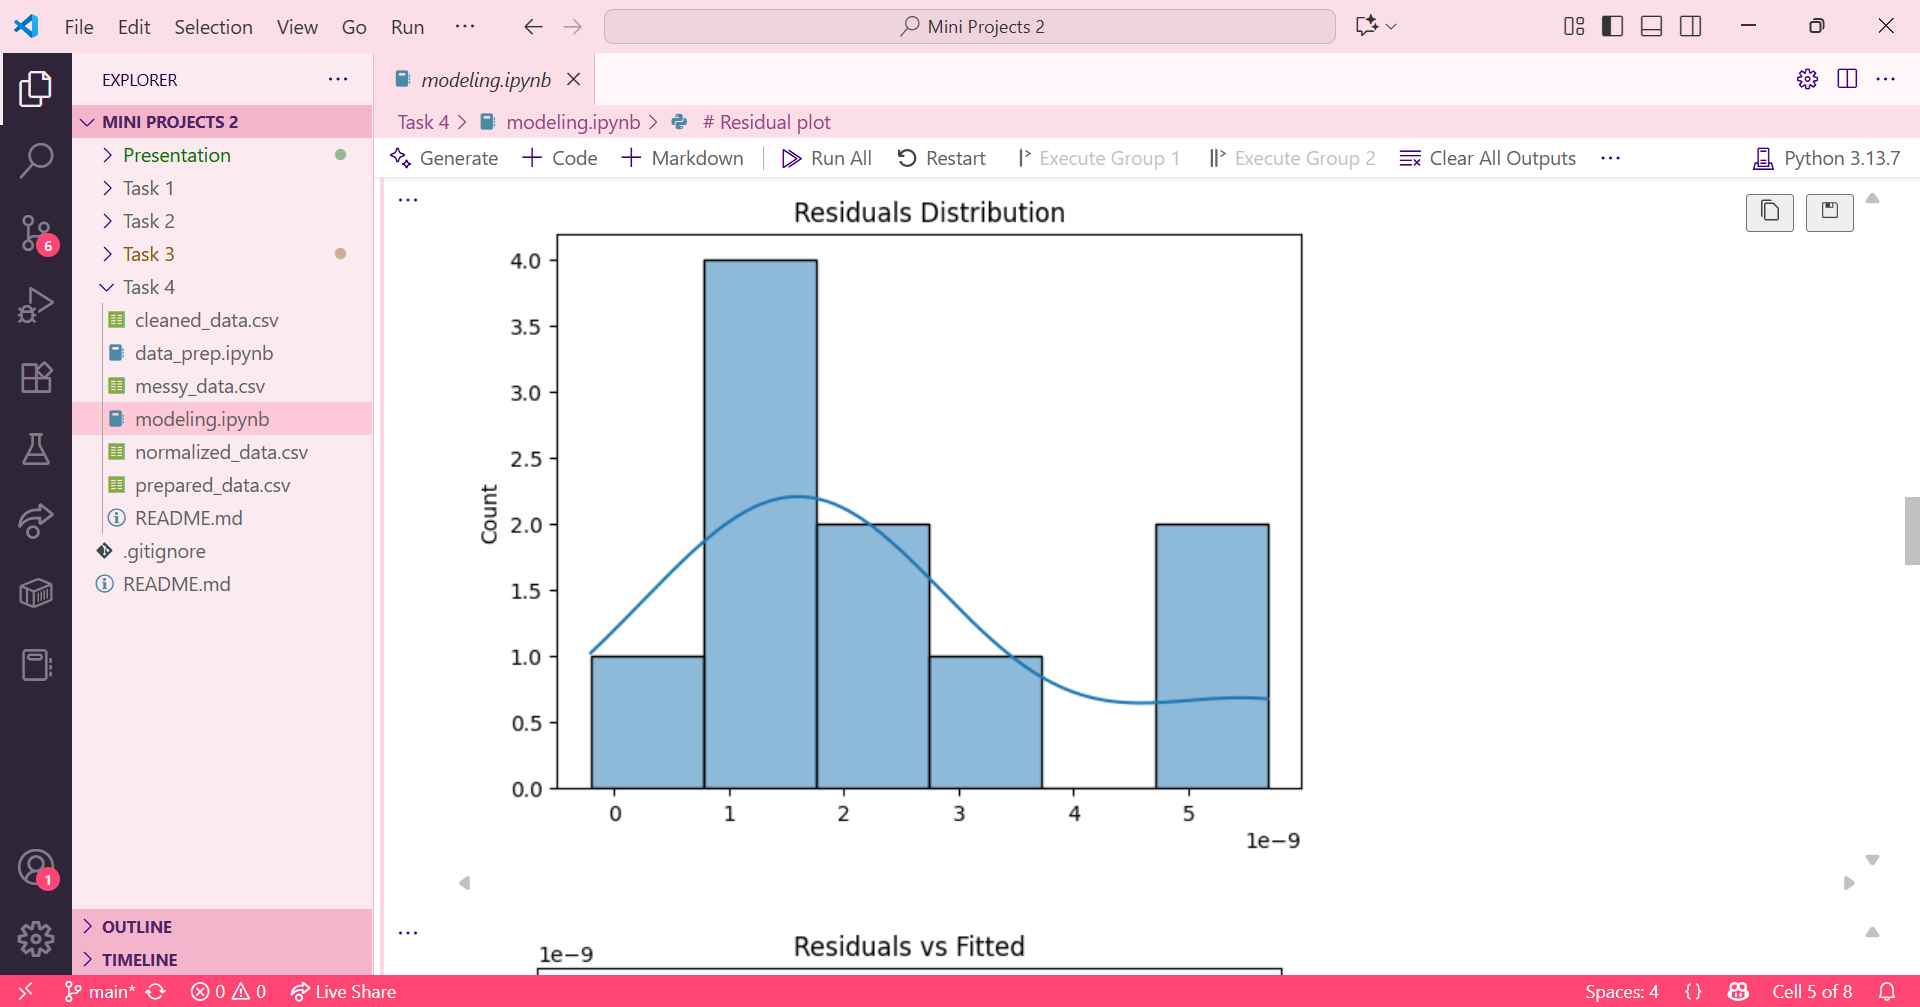 File Edit Selection View Go Run ··· Mini Projects 2
EXPLORER ···
MINI PROJECTS 2
Presentation
Task 1
Task 2
Task 3
Task 4
cleaned_data.csv
data_prep.ipynb
messy_data.csv
modeling.ipynb
normalized_data.csv
prepared_data.csv
README.md
.gitignore
README.md
OUTLINE
TIMELINE
6
1
modeling.ipynb
Task 4 > modeling.ipynb > # Residual plot
Generate + Code + Markdown Run All Restart Execute Group 1 Execute Group 2 Clear All Outputs ··· Python 3.13.7
Residuals Distribution
4.0
3.5
3.0
2.5
2.0
1.5
1.0
0.5
0.0
Count
0 1 2 3 4 5
1e−9
Residuals vs Fitted
1e−9
main* 0 0 Live Share Spaces: 4 {} Cell 5 of 8